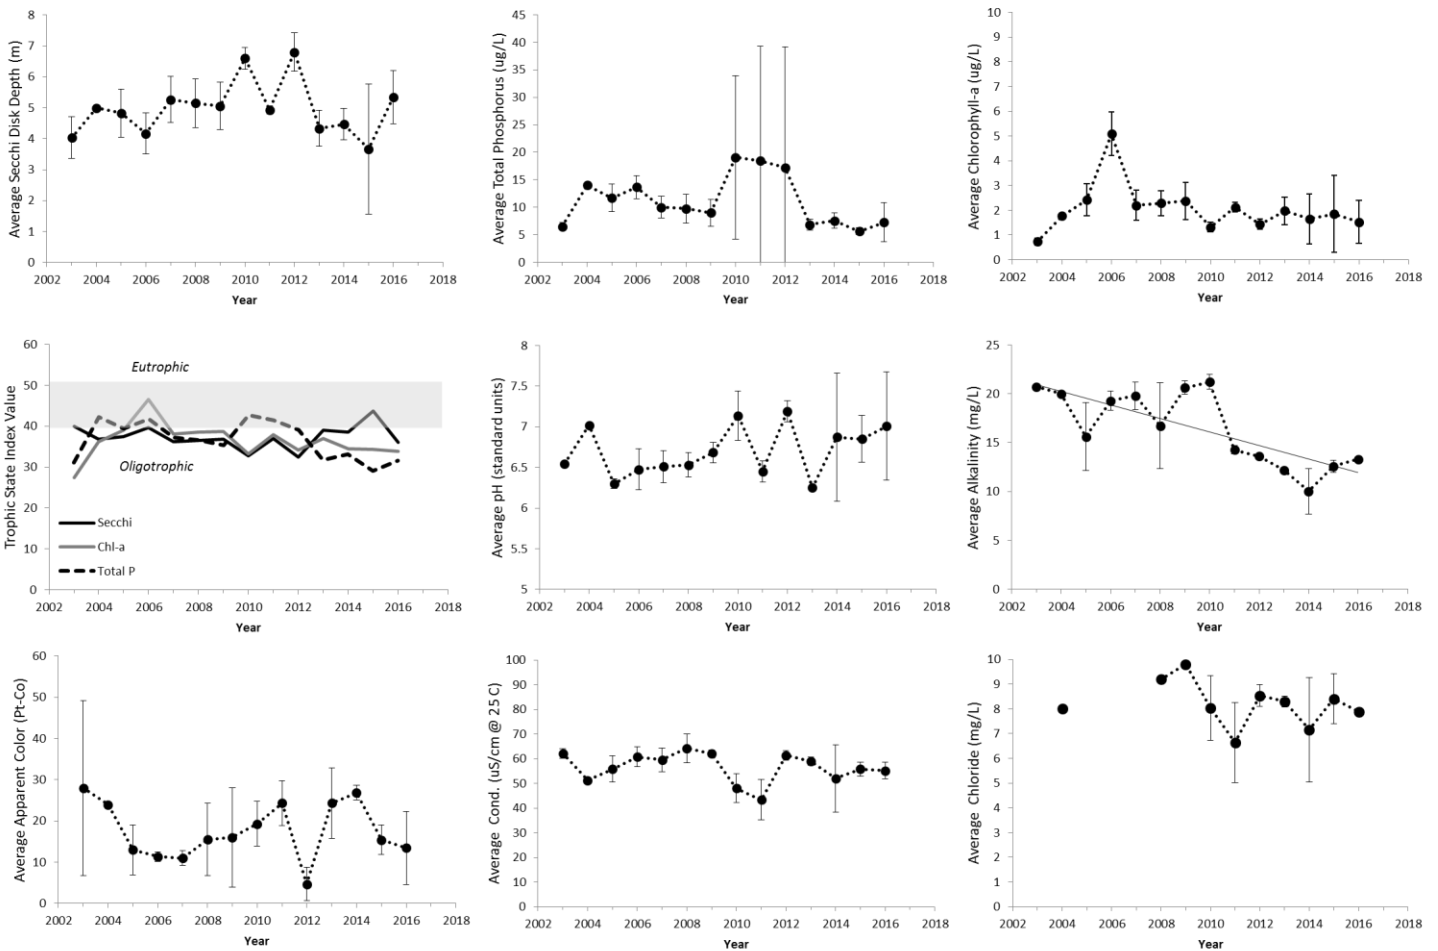 Average Secchi Disk Depth (m)
8
7
6
5
4
3
2
1
0
2002 2004 2006 2008 2010 2012 2014 2016 2018
Year
Average Total Phosphorus (ug/L)
45
40
35
30
25
20
15
10
5
0
2002 2004 2006 2008 2010 2012 2014 2016 2018
Year
Average Chlorophyll-a (ug/L)
10
9
8
7
6
5
4
3
2
1
0
2002 2004 2006 2008 2010 2012 2014 2016 2018
Year
Trophic State Index Value
60
50
40
30
20
10
0
Eutrophic
Oligotrophic
Secchi
Chl-a
Total P
2002 2004 2006 2008 2010 2012 2014 2016 2018
Year
Average pH (standard units)
8
7.5
7
6.5
6
5.5
5
2002 2004 2006 2008 2010 2012 2014 2016 2018
Year
Average Alkalinity (mg/L)
25
20
15
10
5
0
2002 2004 2006 2008 2010 2012 2014 2016 2018
Year
Average Apparent Color (Pt-Co)
60
50
40
30
20
10
0
2002 2004 2006 2008 2010 2012 2014 2016 2018
Year
Average Cond. (uS/cm @ 25 C)
100
90
80
70
60
50
40
30
20
10
0
2002 2004 2006 2008 2010 2012 2014 2016 2018
Year
Average Chloride (mg/L)
10
9
8
7
6
5
4
3
2
1
0
2002 2004 2006 2008 2010 2012 2014 2016 2018
Year